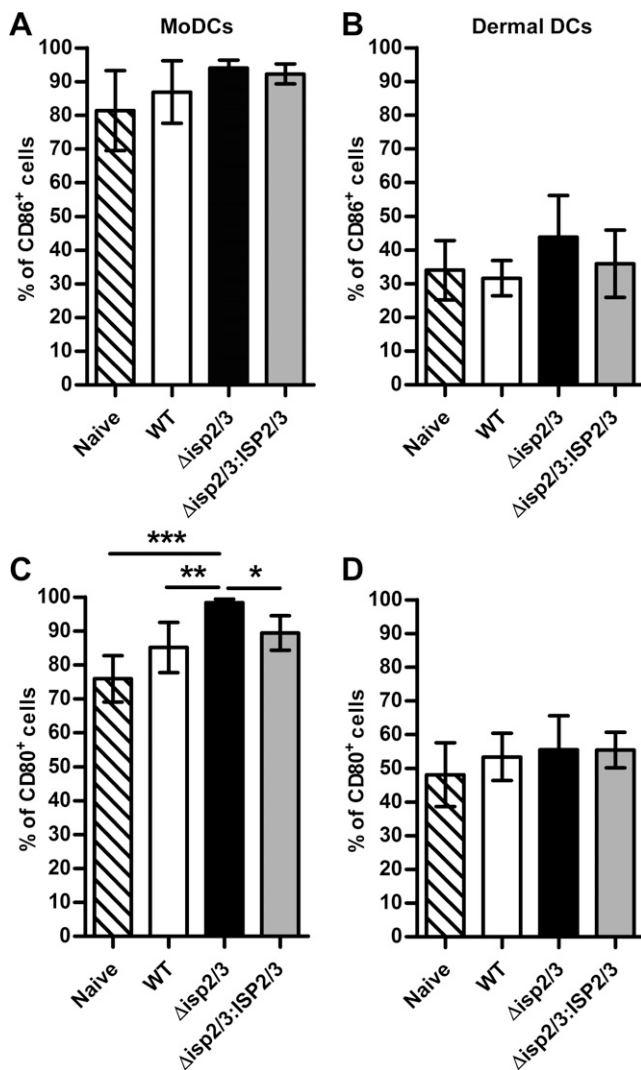 A
MoDCs
% of CD86+ cells
100
90
80
70
60
50
40
30
20
10
0
Naive
WT
Δisp2/3
Δisp2/3:ISP2/3
B
Dermal DCs
% of CD86+ cells
100
90
80
70
60
50
40
30
20
10
0
Naive
WT
Δisp2/3
Δisp2/3:ISP2/3
C
***
**
*
% of CD80+ cells
100
90
80
70
60
50
40
30
20
10
0
Naive
WT
Δisp2/3
Δisp2/3:ISP2/3
D
% of CD80+ cells
100
90
80
70
60
50
40
30
20
10
0
Naive
WT
Δisp2/3
Δisp2/3:ISP2/3